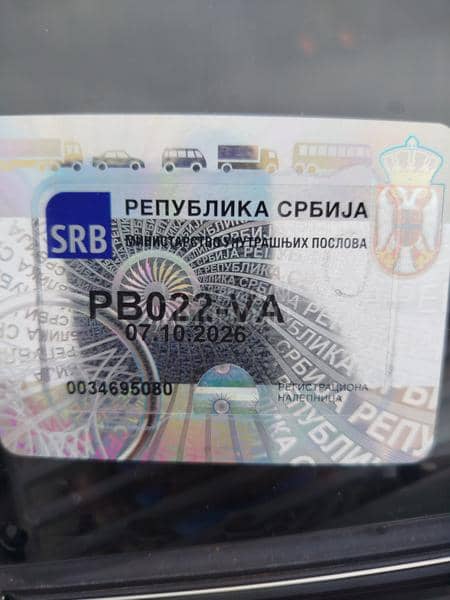 SRB
РЕПУБЛИКА СРБИЈА
МИНИСТАРСТВО УНУТРАШЊИХ ПОСЛОВА
PB022-VA
07.10.2026
0034695080
РЕГИСТРАЦИОНА
НАЛЕПНИЦА